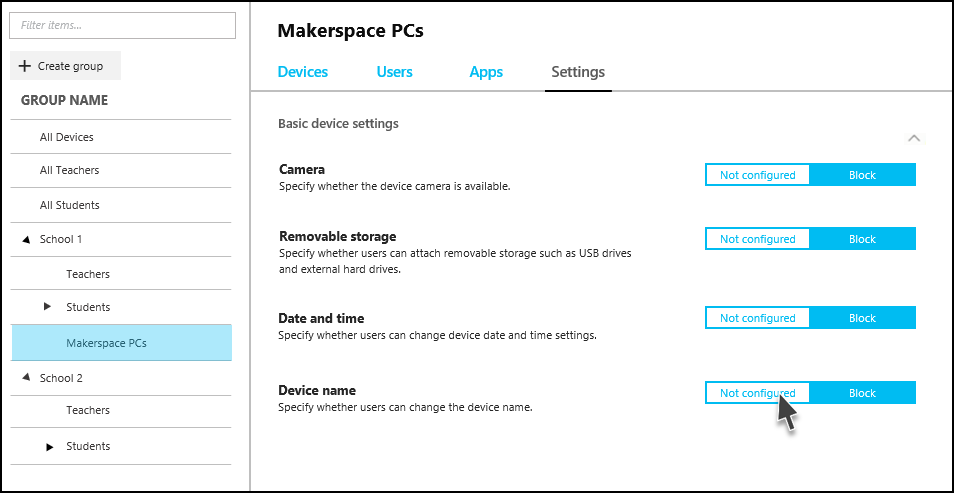 Filter items...
Create group
GROUP NAME
All Devices
All Teachers
All Students
School 1
Teachers
Students
Makerspace PCs
School 2
Teachers
Students
Makerspace PCs
Devices Users Apps Settings
Basic device settings
Camera
Specify whether the device camera is available.
Not configured Block
Removable storage
Specify whether users can attach removable storage such as USB drives
and external hard drives.
Not configured Block
Date and time
Specify whether users can change device date and time settings.
Not configured Block
Device name
Specify whether users can change the device name.
Not configured Block